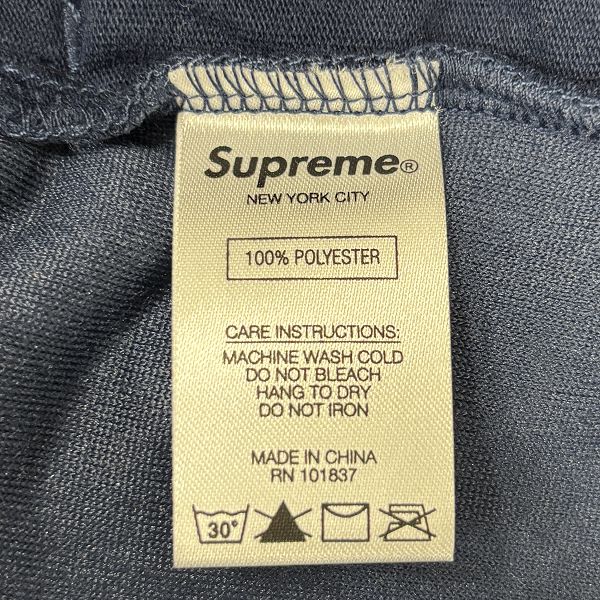 Supreme®
NEW YORK CITY
100% POLYESTER
CARE INSTRUCTIONS:
MACHINE WASH COLD
DO NOT BLEACH
HANG TO DRY
DO NOT IRON
MADE IN CHINA
RN 101837
30°